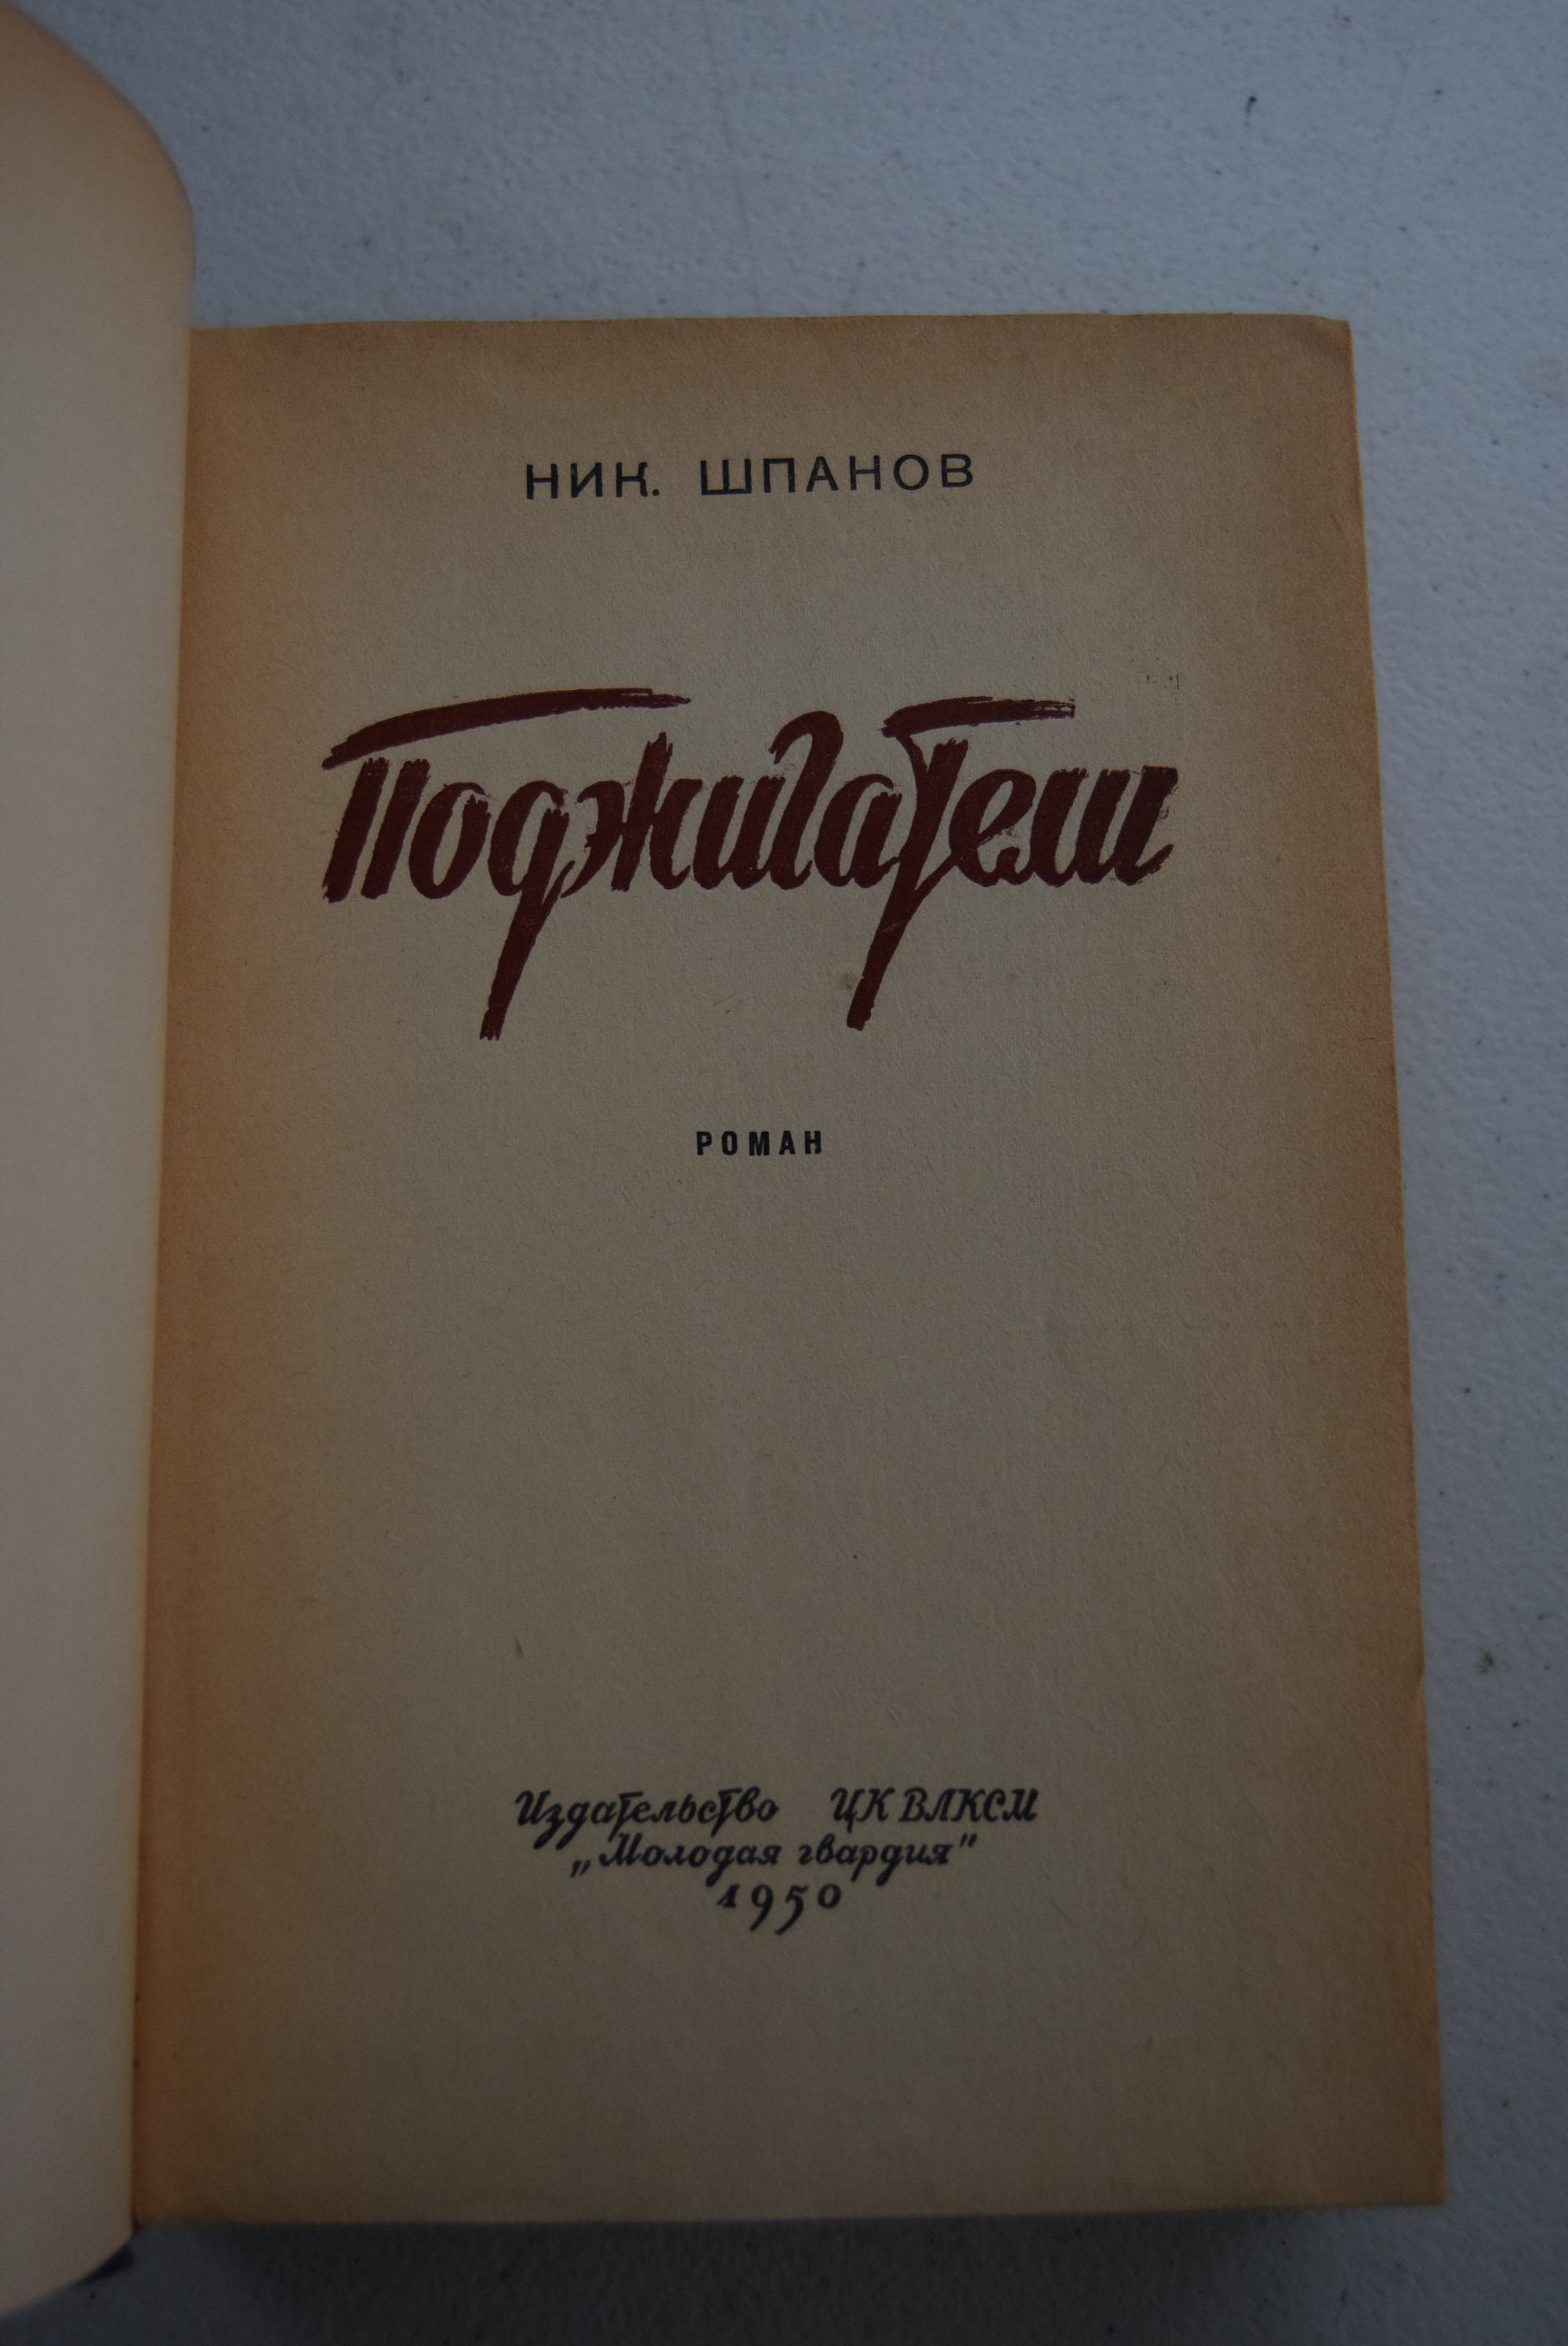 НИК. ШПАНОВ
Поджигатели
РОМАН
Издательство ЦК ВЛКСМ
„Молодая гвардия"
1950